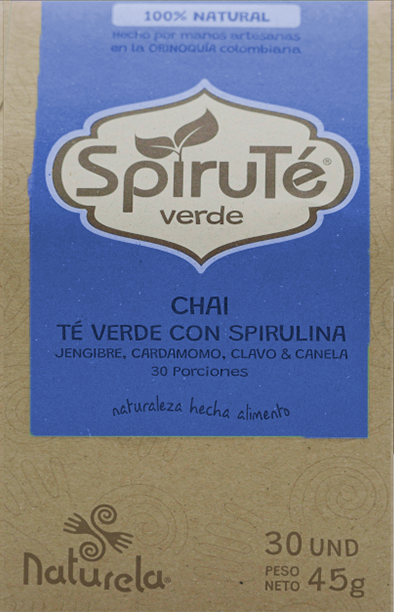 100% NATURAL
Hecho por manos artesanas
en la ORINOQUÍA colombiana
SpiruTé®
verde
CHAI
TÉ VERDE CON SPIRULINA
JENGIBRE, CARDAMOMO, CLAVO & CANELA
30 Porciones
naturaleza hecha alimento
Naturela®
30 UND
PESO NETO 45g